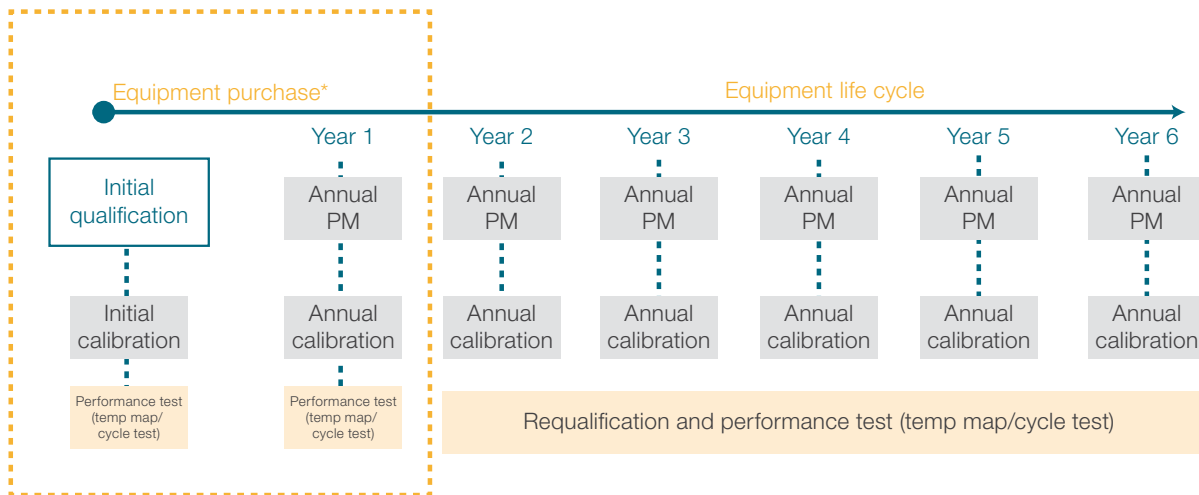 Equipment purchase*
Equipment life cycle
Year 1
Year 2
Year 3
Year 4
Year 5
Year 6
Initial
qualification
Annual
PM
Annual
PM
Annual
PM
Annual
PM
Annual
PM
Annual
PM
Initial
calibration
Annual
calibration
Annual
calibration
Annual
calibration
Annual
calibration
Annual
calibration
Annual
calibration
Performance test
(temp map/
cycle test)
Performance test
(temp map/
cycle test)
Requalification and performance test (temp map/cycle test)